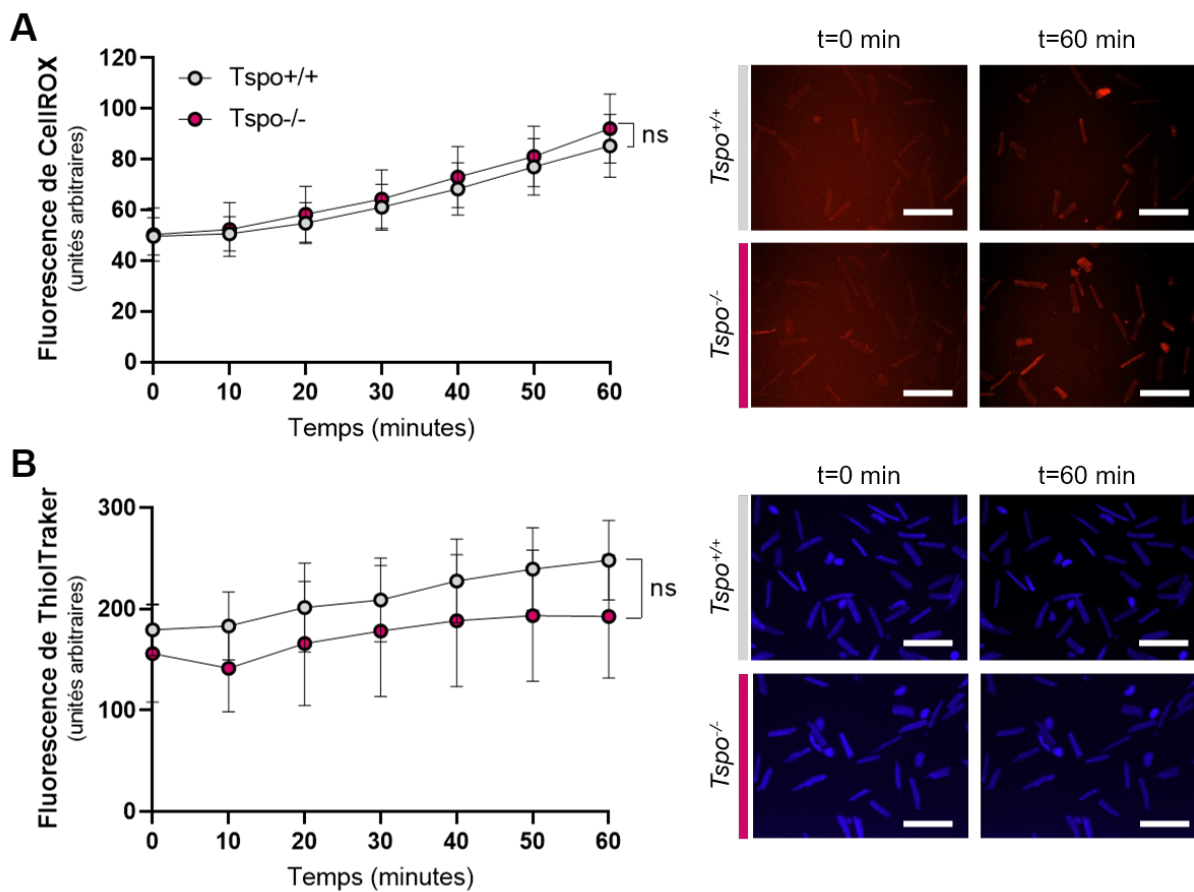 A
Fluorescence de CellROX
(unités arbitraires)
120
100
80
60
40
20
0
Tspo+/+
Tspo-/-
ns
0 10 20 30 40 50 60
Temps (minutes)
t=0 min t=60 min
Tspo+/+
Tspo-/-
B
Fluorescence de ThiolTraker
(unités arbitraires)
300
200
100
0
ns
0 10 20 30 40 50 60
Temps (minutes)
t=0 min t=60 min
Tspo+/+
Tspo-/-